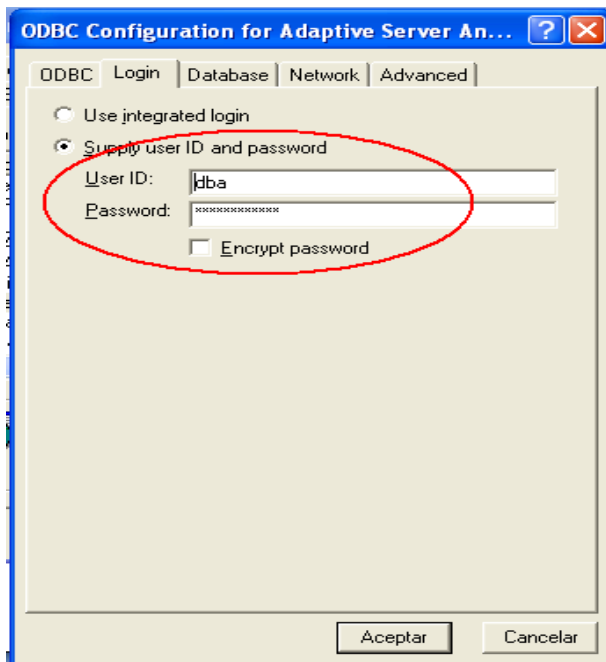 ODBC Configuration for Adaptive Server An...
ODBC Login Database Network Advanced
Use integrated login
Supply user ID and password
User ID: dba
Password: ************
Encrypt password
Aceptar Cancelar